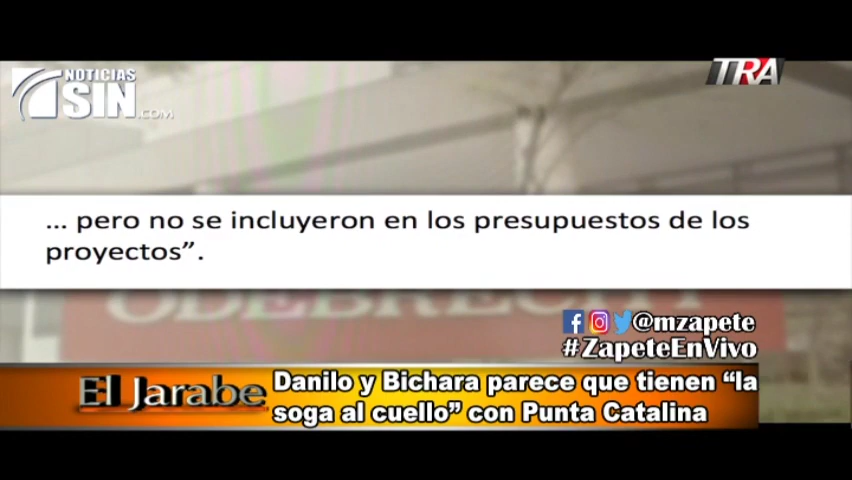 NOTICIAS
SIN.COM
TRA
... pero no se incluyeron en los presupuestos de los
proyectos”.
ODEBRECHT
@mzapete
#ZapeteEnVivo
El Jarabe
Danilo y Bichara parece que tienen “la
soga al cuello” con Punta Catalina